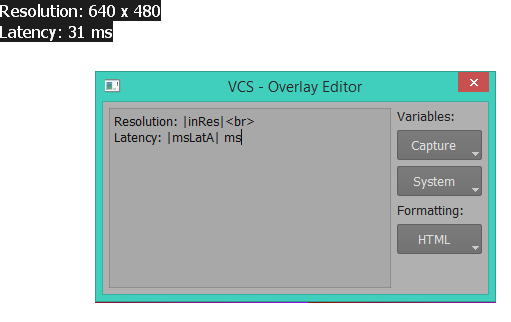 Resolution: 640 x 480
Latency: 31 ms
VCS - Overlay Editor
Resolution: |inRes|<br>
Latency: |msLatA| ms
Variables:
Capture
System
Formatting:
HTML